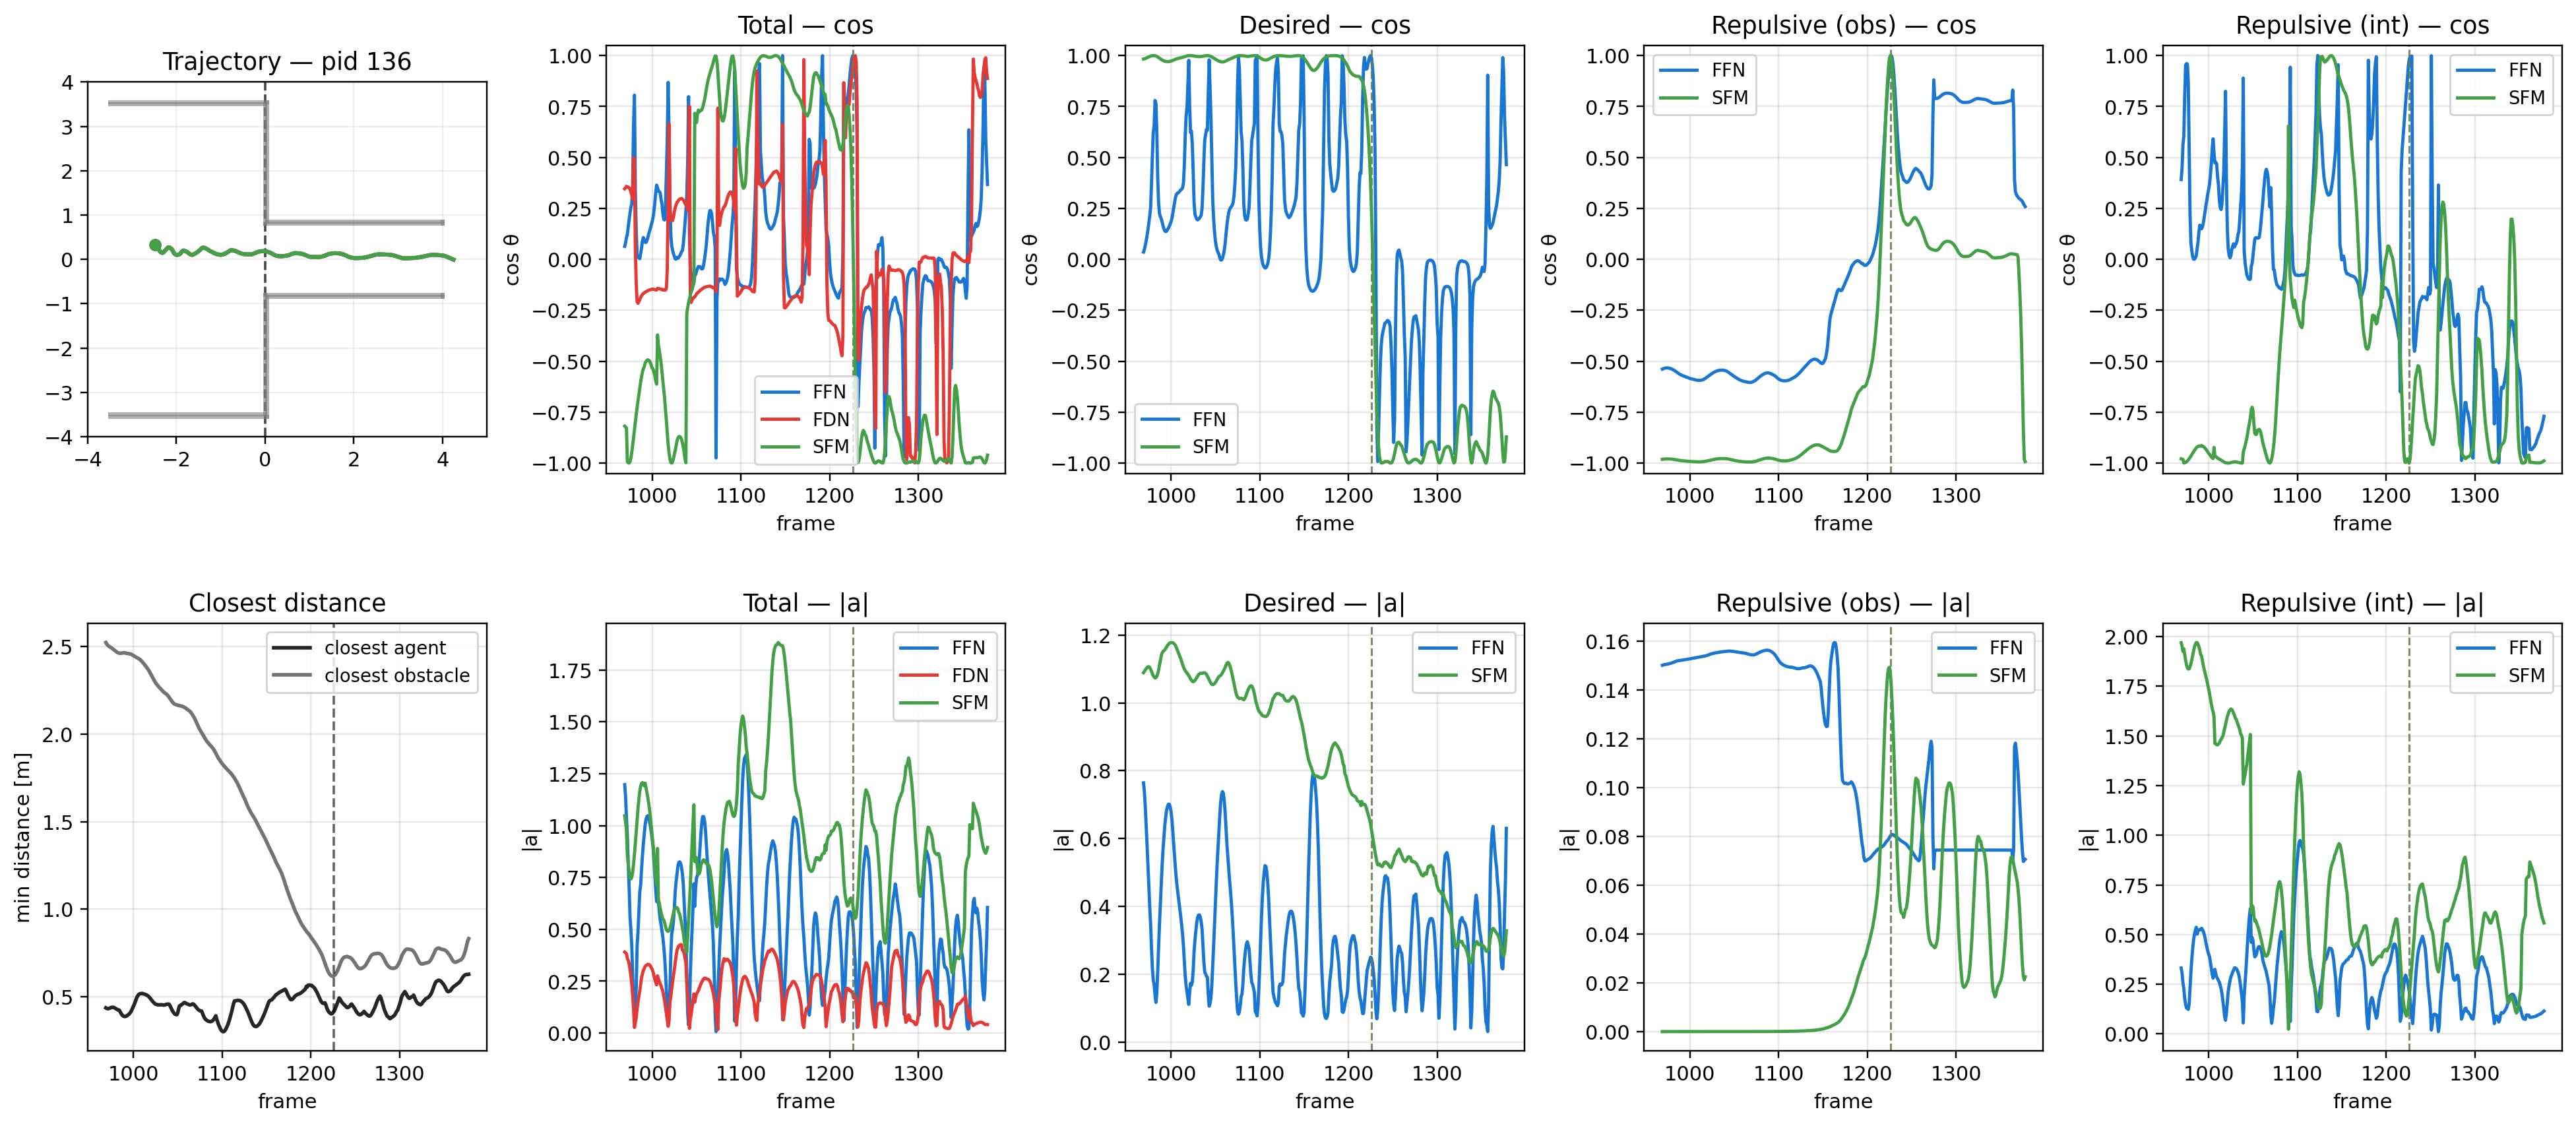 Trajectory — pid 136
4
3
2
1
0
−1
−2
−3
−4
−4
−2
0
2
4
Total — cos
cos θ
1.00
0.75
0.50
0.25
0.00
−0.25
−0.50
−0.75
−1.00
FFN
FDN
SFM
1000
1100
1200
1300
frame
Desired — cos
cos θ
1.00
0.75
0.50
0.25
0.00
−0.25
−0.50
−0.75
−1.00
FFN
SFM
1000
1100
1200
1300
frame
Repulsive (obs) — cos
cos θ
1.00
0.75
0.50
0.25
0.00
−0.25
−0.50
−0.75
−1.00
FFN
SFM
1000
1100
1200
1300
frame
Repulsive (int) — cos
cos θ
1.00
0.75
0.50
0.25
0.00
−0.25
−0.50
−0.75
−1.00
FFN
SFM
1000
1100
1200
1300
frame
Closest distance
min distance [m]
2.5
2.0
1.5
1.0
0.5
closest agent
closest obstacle
1000
1100
1200
1300
frame
Total — |a|
|a|
1.75
1.50
1.25
1.00
0.75
0.50
0.25
0.00
FFN
FDN
SFM
1000
1100
1200
1300
frame
Desired — |a|
|a|
1.2
1.0
0.8
0.6
0.4
0.2
0.0
FFN
SFM
1000
1100
1200
1300
frame
Repulsive (obs) — |a|
|a|
0.16
0.14
0.12
0.10
0.08
0.06
0.04
0.02
0.00
FFN
SFM
1000
1100
1200
1300
frame
Repulsive (int) — |a|
|a|
2.00
1.75
1.50
1.25
1.00
0.75
0.50
0.25
0.00
FFN
SFM
1000
1100
1200
1300
frame